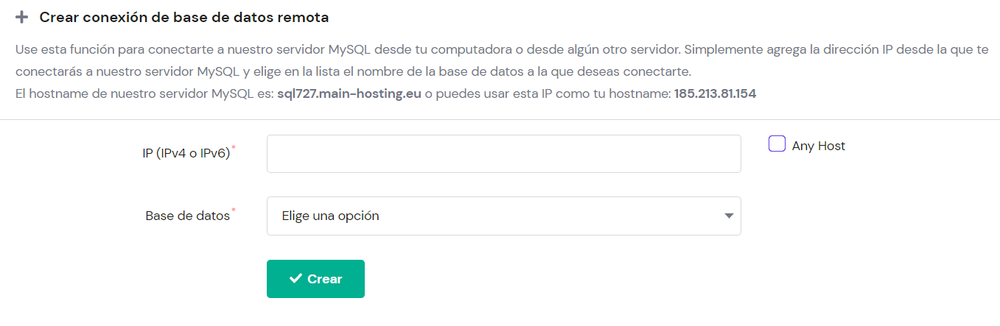 Crear conexión de base de datos remota
Use esta función para conectarte a nuestro servidor MySQL desde tu computadora o desde algún otro servidor. Simplemente agrega la dirección IP desde la que te
conectarás a nuestro servidor MySQL y elige en la lista el nombre de la base de datos a la que deseas conectarte.
El hostname de nuestro servidor MySQL es: sql727.main-hosting.eu o puedes usar esta IP como tu hostname: 185.213.81.154
IP (IPv4 o IPv6)*
Any Host
Base de datos*
Elige una opción
Crear